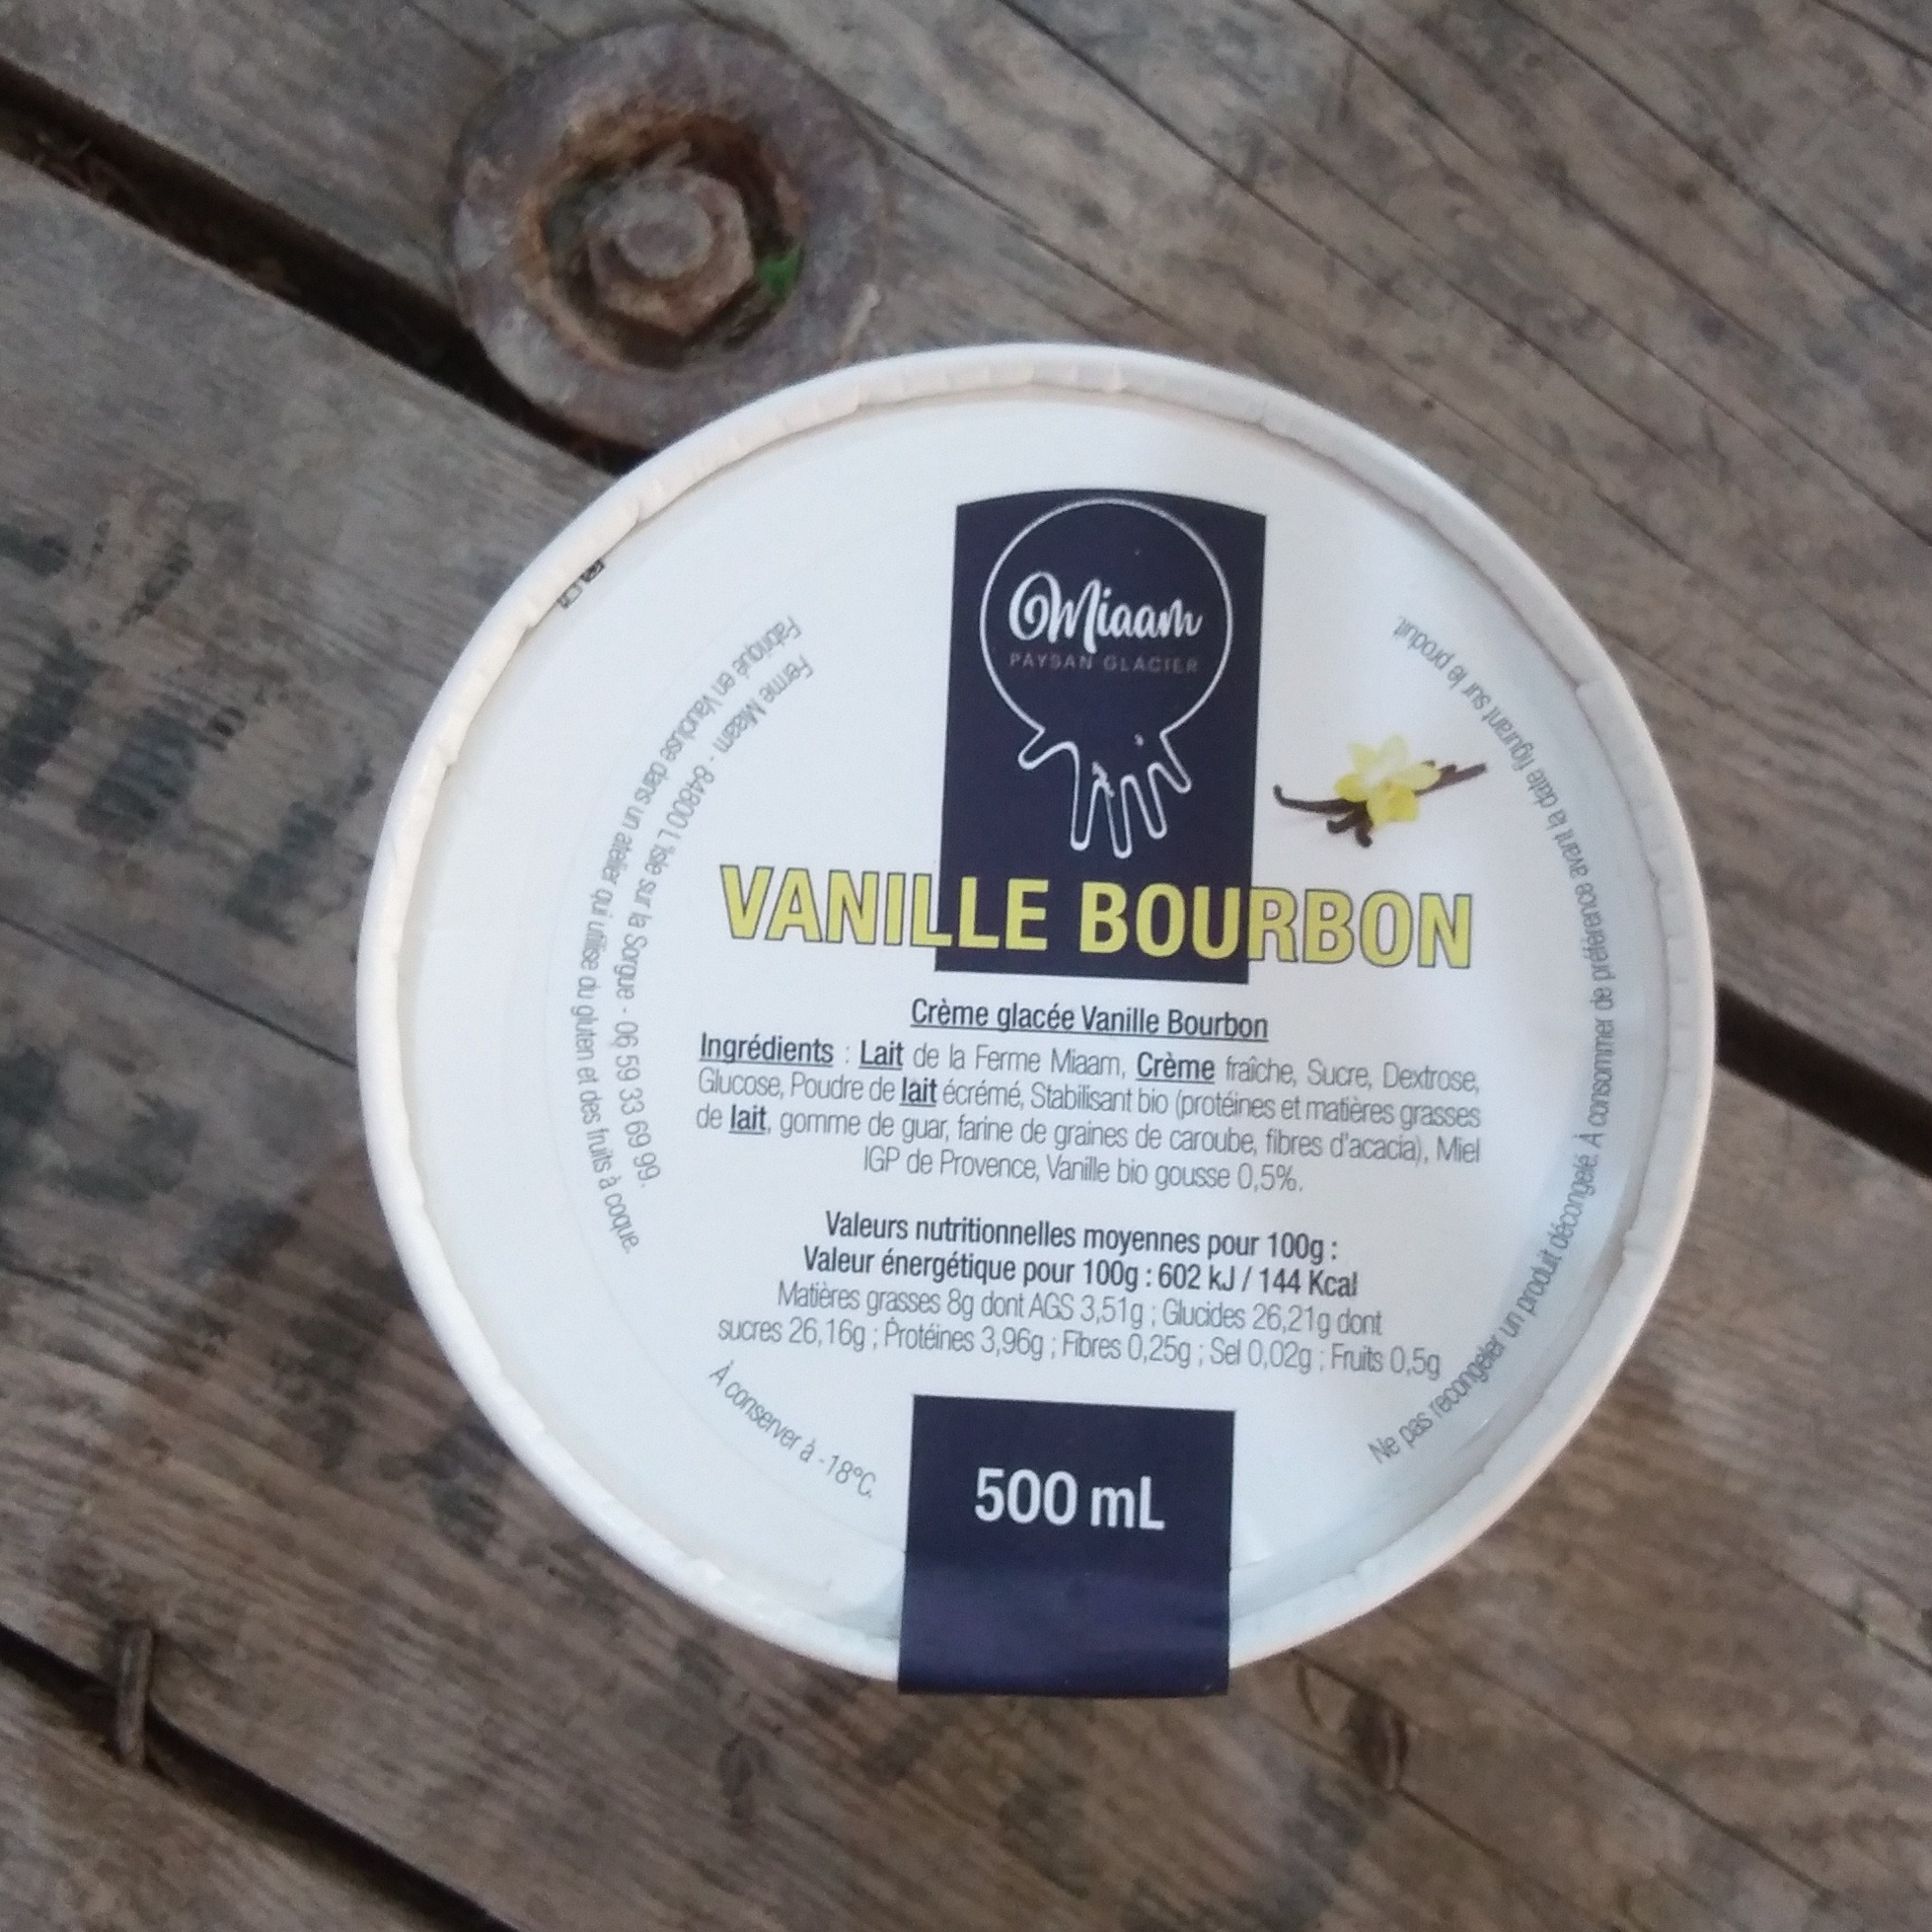 Miaam
PAYSAN GLACIER
VANILLE BOURBON
Crème glacée Vanille Bourbon
Ingrédients : Lait de la Ferme Miaam, Crème fraîche, Sucre, Dextrose,
Glucose, Poudre de lait écrémé, Stabilisant bio (protéines et matières grasses
de lait, gomme de guar, farine de graines de caroube, fibres d'acacia), Miel
IGP de Provence, Vanille bio gousse 0,5%.
Valeurs nutritionnelles moyennes pour 100g :
Valeur énergétique pour 100g : 602 kJ / 144 Kcal
Matières grasses 8g dont AGS 3,51g ; Glucides 26,21g dont
sucres 26,16g ; Protéines 3,96g ; Fibres 0,25g ; Sel 0,02g ; Fruits 0,5g
500 mL
Ferme Miaam - 84800 L'Isle sur la Sorgue - 06 59 33 69 99.
Fabriqué en Vaucluse dans un atelier qui utilise du gluten et des fruits à coque.
À conserver à -18°C.
Ne pas recongeler un produit décongelé. À consommer de préférence avant la date figurant sur le produit.